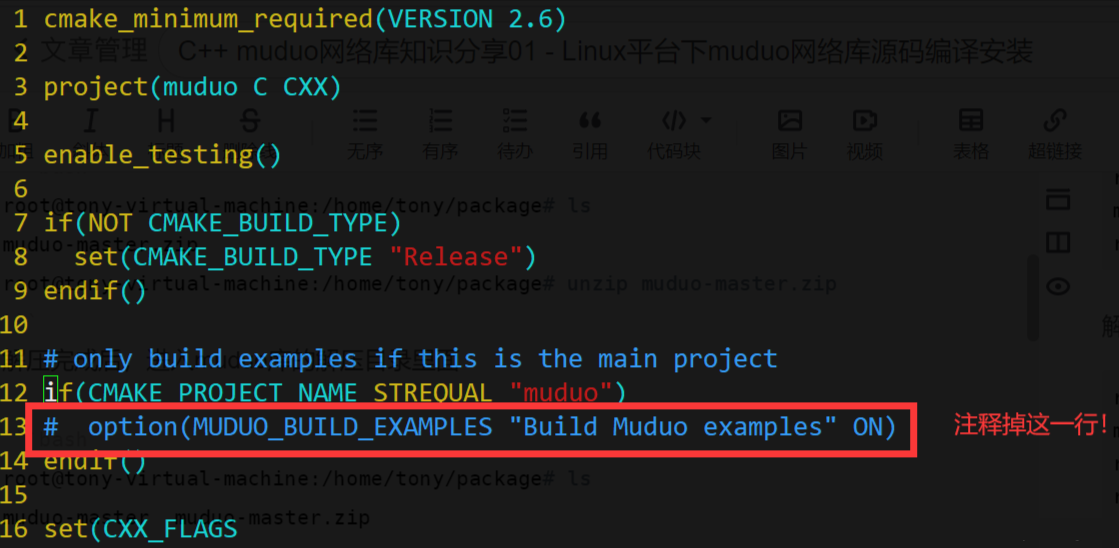 1 cmake_minimum_required(VERSION 2.6)
2 文章管理 C++ muduo网络库知识分享01 - Linux平台下muduo网络库源码编译安装
3 project(muduo C CXX)
4
无序 有序 待办 引用 代码块 图片 视频 表格 超链接
5 enable_testing()
6
root@tony-virtual-machine:/home/tony/package# ls
7 if(NOT CMAKE_BUILD_TYPE)
muduo-master.zip
8 set(CMAKE_BUILD_TYPE "Release")
root@tony-virtual-machine:/home/tony/package# unzip muduo-master.zip
9 endif()
10
解
11 # only build examples if this is the main project
12 if(CMAKE_PROJECT_NAME STREQUAL "muduo")
13 #  option(MUDUO_BUILD_EXAMPLES "Build Muduo examples" ON)
注释掉这一行!
14 endif()
root@tony-virtual-machine:/home/tony/package# ls
15
muduo-master muduo-master.zip
16 set(CXX_FLAGS